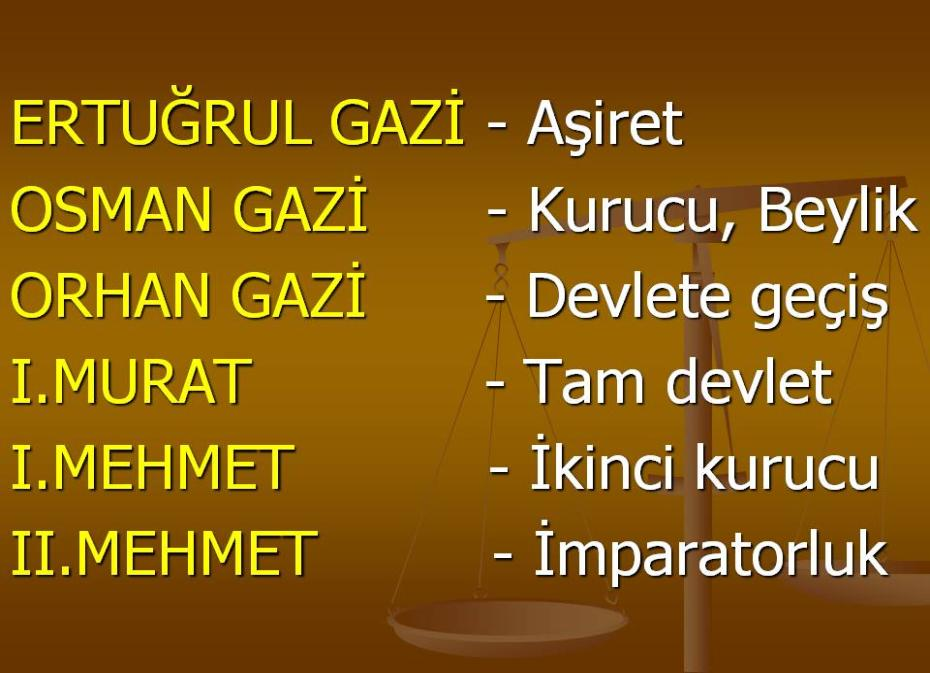 ERTUĞRUL GAZİ - Aşiret
OSMAN GAZİ - Kurucu, Beylik
ORHAN GAZİ - Devlete geçiş
I.MURAT - Tam devlet
I.MEHMET - İkinci kurucu
II.MEHMET - İmparatorluk